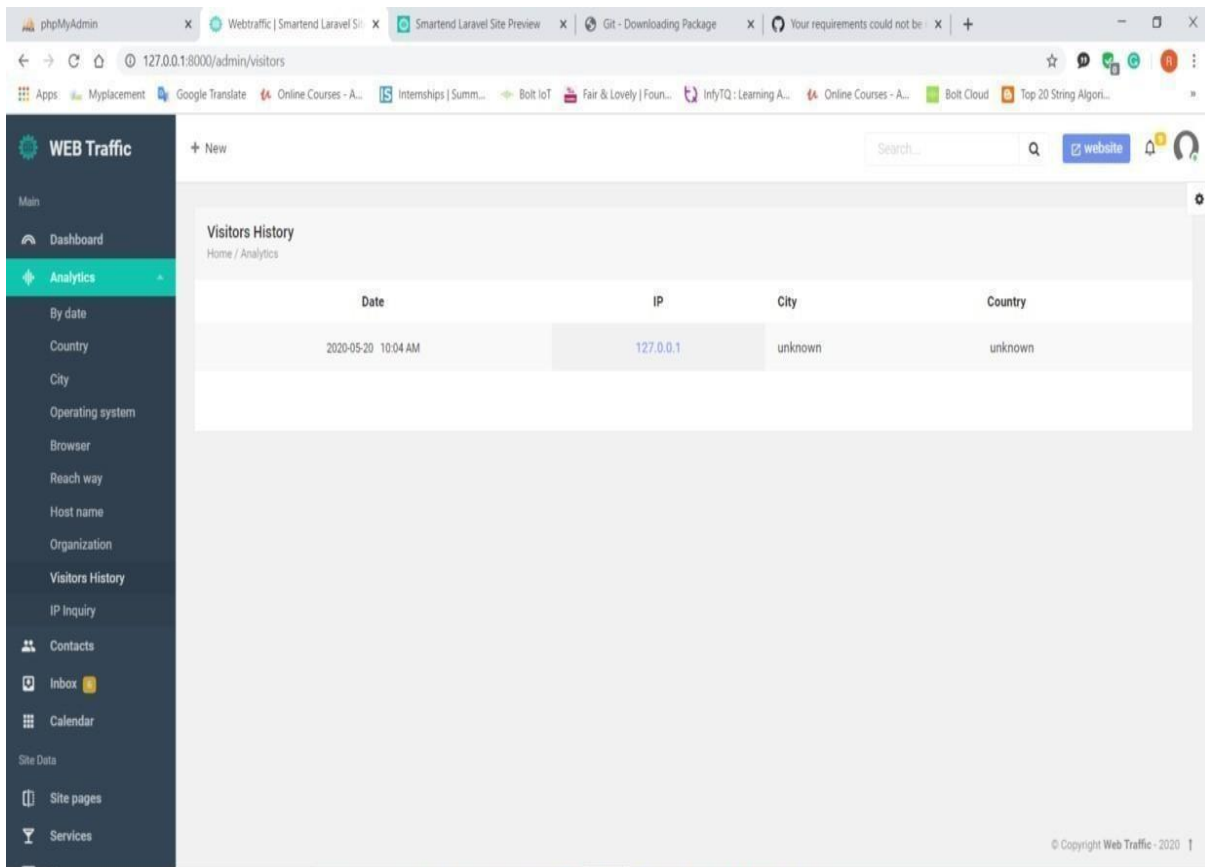 phpMyAdmin
Webtraffic | Smartend Laravel Sit
Smartend Laravel Site Preview
Git - Downloading Package
Your requirements could not be
127.0.0.1:8000/admin/visitors
Apps
Myplacement
Google Translate
Online Courses - A...
Internships | Summ...
Bolt IoT
Fair & Lovely | Foun...
InfyTQ : Learning A...
Online Courses - A...
Bolt Cloud
Top 20 String Algori...
WEB Traffic
+ New
Search...
website
Main
Dashboard
Analytics
By date
Country
City
Operating system
Browser
Reach way
Host name
Organization
Visitors History
IP Inquiry
Contacts
Inbox
Calendar
Site Data
Site pages
Services
Visitors History
Home / Analytics
Date IP City Country
2020-05-20 10:04 AM 127.0.0.1 unknown unknown
© Copyright Web Traffic - 2020